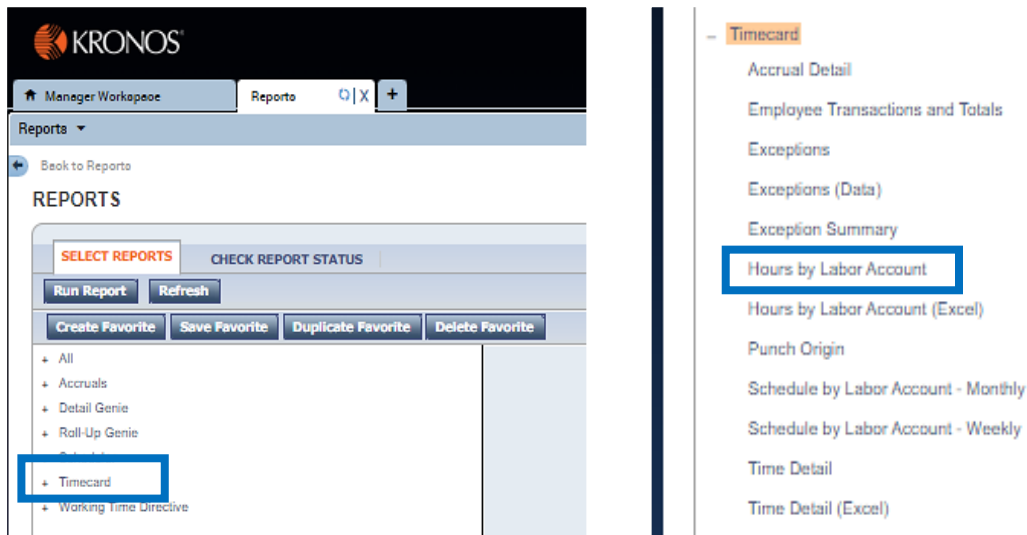 KRONOS
Manager Workspace
Reports
X
+
Reports
Back to Reports
REPORTS
SELECT REPORTS
CHECK REPORT STATUS
Run Report
Refresh
Create Favorite
Save Favorite
Duplicate Favorite
Delete Favorite
+ All
+ Accruals
+ Detail Genie
+ Roll-Up Genie
+ Timecard
+ Working Time Directive
– Timecard
Accrual Detail
Employee Transactions and Totals
Exceptions
Exceptions (Data)
Exception Summary
Hours by Labor Account
Hours by Labor Account (Excel)
Punch Origin
Schedule by Labor Account - Monthly
Schedule by Labor Account - Weekly
Time Detail
Time Detail (Excel)